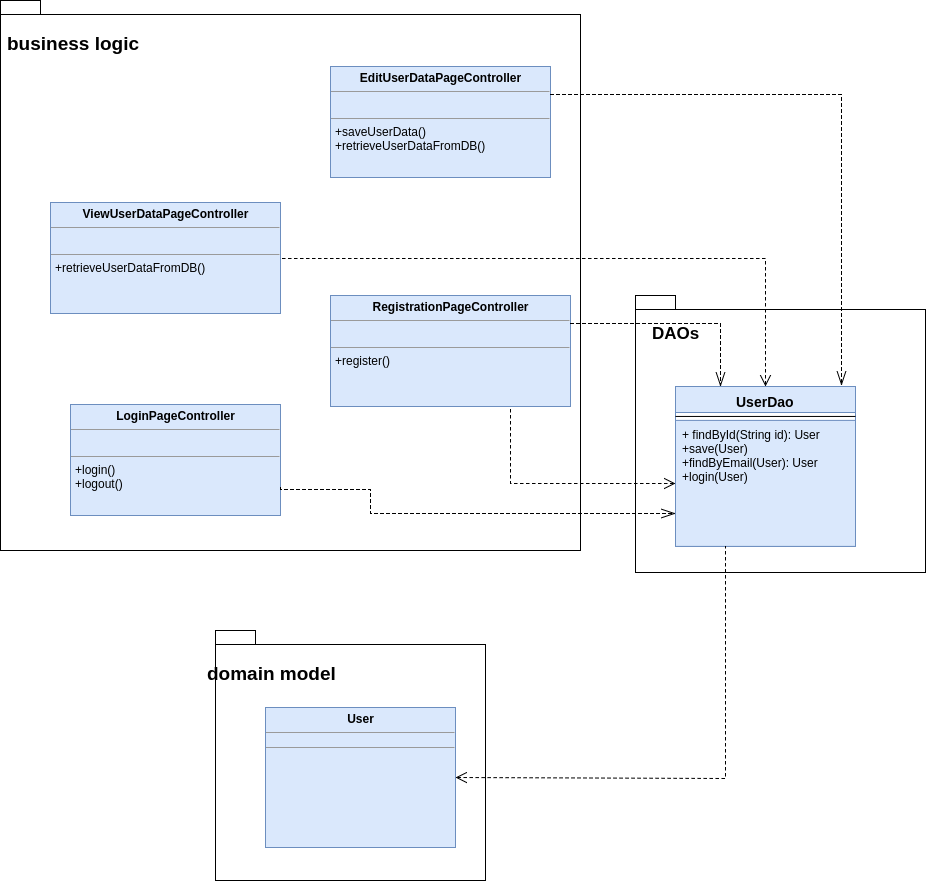 business logic
EditUserDataPageController
+saveUserData()
+retrieveUserDataFromDB()
ViewUserDataPageController
+retrieveUserDataFromDB()
RegistrationPageController
+register()
LoginPageController
+login()
+logout()
DAOs
UserDao
+ findById(String id): User
+save(User)
+findByEmail(User): User
+login(User)
domain model
User